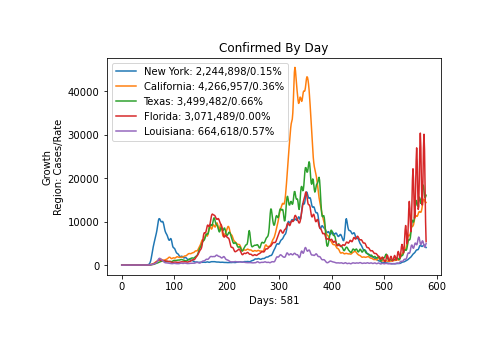 Confirmed By Day
New York: 2,244,898/0.15%
California: 4,266,957/0.36%
Texas: 3,499,482/0.66%
Florida: 3,071,489/0.00%
Louisiana: 664,618/0.57%
Growth
Region: Cases/Rate
40000
30000
20000
10000
0
0 100 200 300 400 500 600
Days: 581